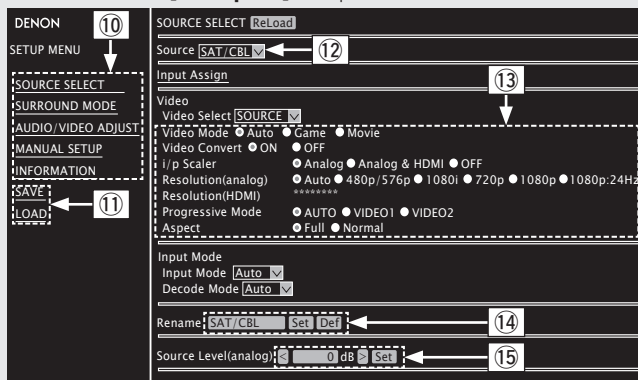 DENON
⑩
SETUP MENU
SOURCE SELECT
SURROUND MODE
AUDIO/VIDEO ADJUST
MANUAL SETUP
INFORMATION
SAVE
LOAD
⑪
SOURCE SELECT ReLoad
Source SAT/CBL ⑫
Input Assign
⑬
Video
Video Select SOURCE
Video Mode Auto Game Movie
Video Convert ON OFF
i/p Scaler Analog Analog & HDMI OFF
Resolution(analog) Auto 480p/576p 1080i 720p 1080p 1080p:24Hz
Resolution(HDMI) ********
Progressive Mode AUTO VIDEO1 VIDEO2
Aspect Full Normal
Input Mode
Input Mode Auto
Decode Mode Auto
Rename SAT/CBL Set Def ⑭
Source Level(analog) < 0 dB > Set ⑮